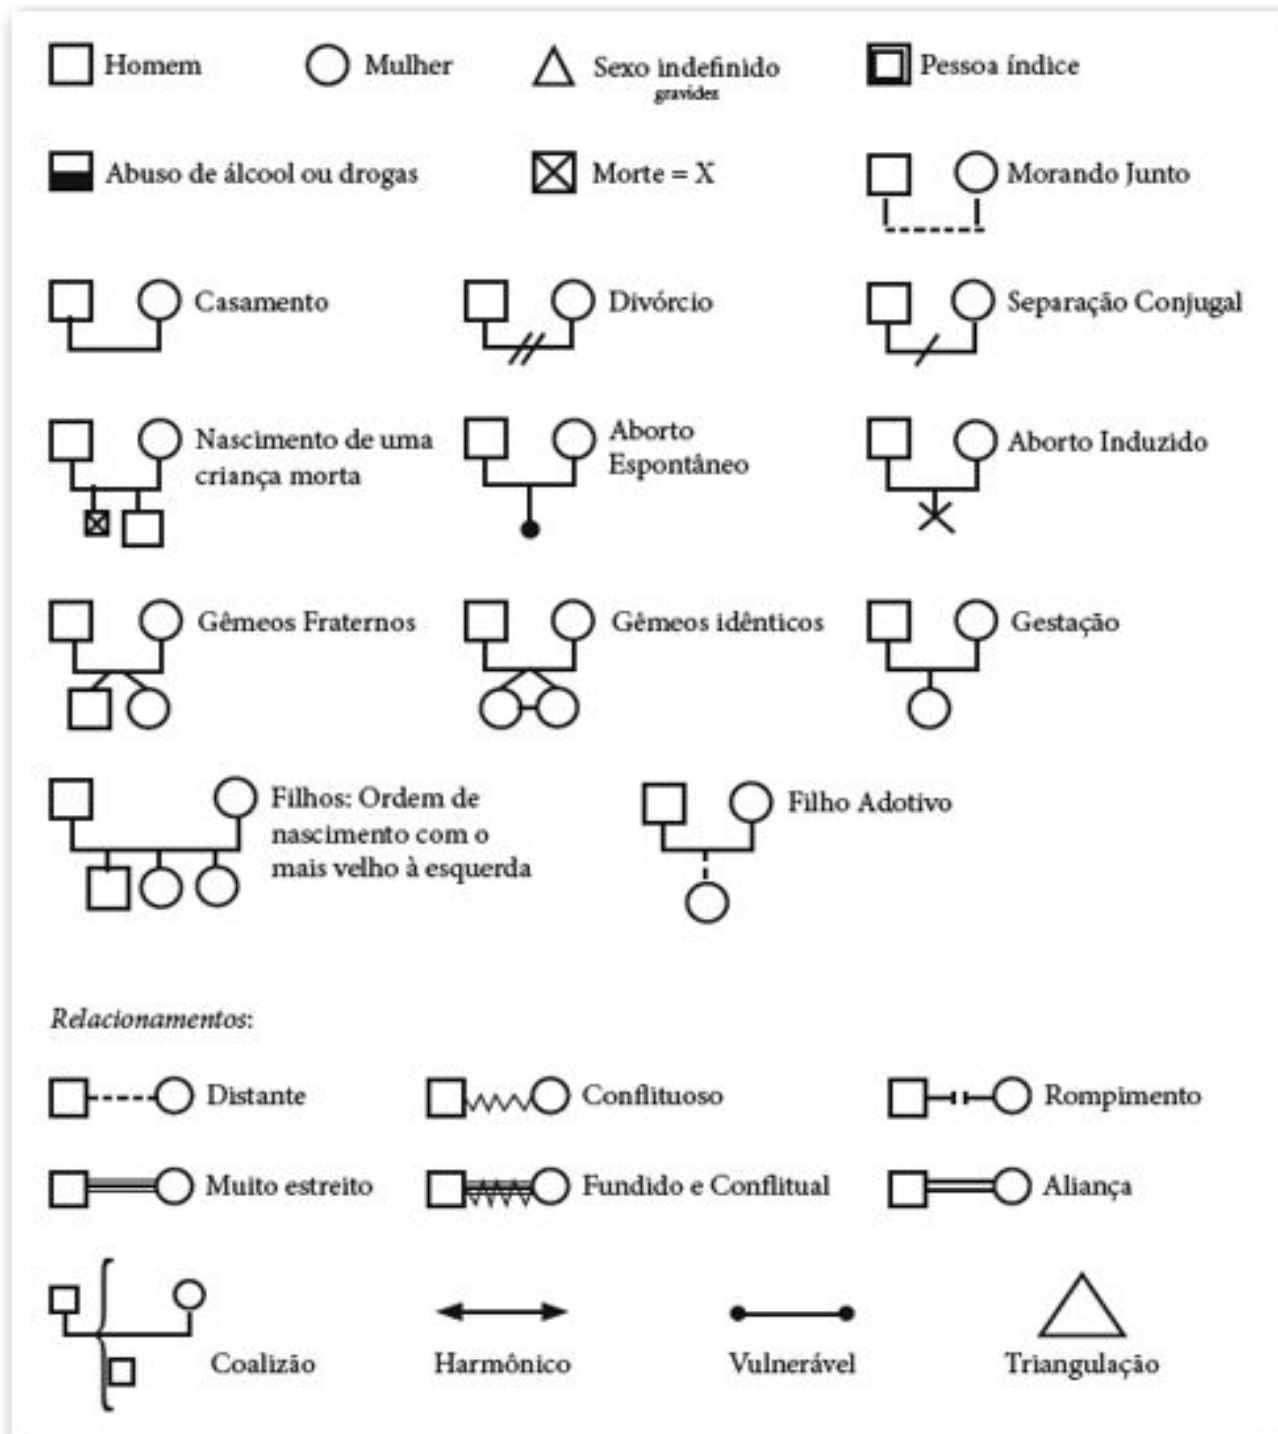 Homem
Mulher
Sexo indefinido
gravidez
Pessoa índice
Abuso de álcool ou drogas
Morte = X
Morando Junto
Casamento
Divórcio
Separação Conjugal
Nascimento de uma
criança morta
Aborto
Espontâneo
Aborto Induzido
Gêmeos Fraternos
Gêmeos idênticos
Gestação
Filhos: Ordem de
nascimento com o
mais velho à esquerda
Filho Adotivo
Relacionamentos:
Distante
Conflituoso
Rompimento
Muito estreito
Fundido e Conflitual
Aliança
Coalizão
Harmônico
Vulnerável
Triangulação